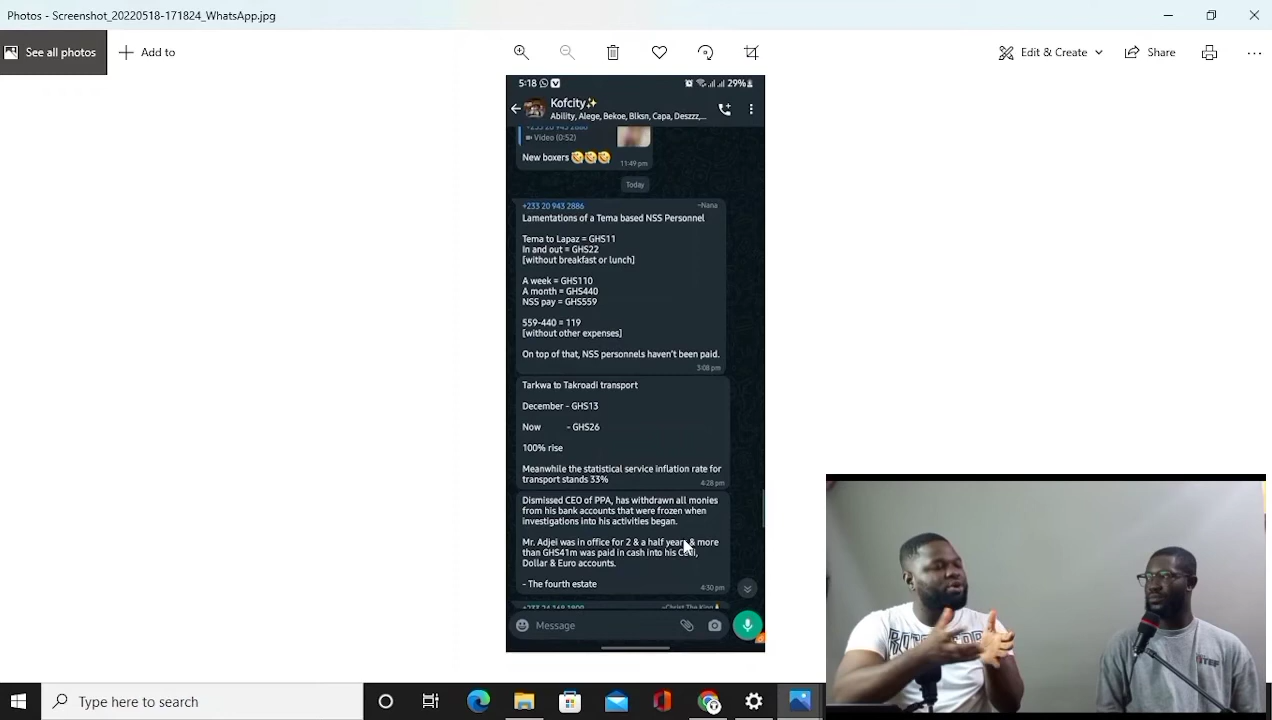 Photos - Screenshot_20220518-171824_WhatsApp.jpg
See all photos
Add to
Edit & Create
Share
5:18
29%
Kofcity
Ability, Alege, Bekoe, Blksn, Capa, Deszzz,...
+233 20 943 2886
Video (0:52)
New boxers 🤣🤣🤣
11:49 pm
Today
+233 20 943 2886
~Nana
Lamentations of a Tema based NSS Personnel
Tema to Lapaz = GHS11
In and out = GHS22
[without breakfast or lunch]
A week = GHS110
A month = GHS440
NSS pay = GHS559
559-440 = 119
[without other expenses]
On top of that, NSS personnels haven't been paid.
3:08 pm
Tarkwa to Takroadi transport
December - GHS13
Now - GHS26
100% rise
Meanwhile the statistical service inflation rate for
transport stands 33%
4:28 pm
Dismissed CEO of PPA, has withdrawn all monies
from his bank accounts that were frozen when
investigations into his activities began.
Mr. Adjei was in office for 2 & a half years & more
than GHS41m was paid in cash into his Cedi,
Dollar & Euro accounts.
- The fourth estate
4:30 pm
~Christ The King
Message
Type here to search